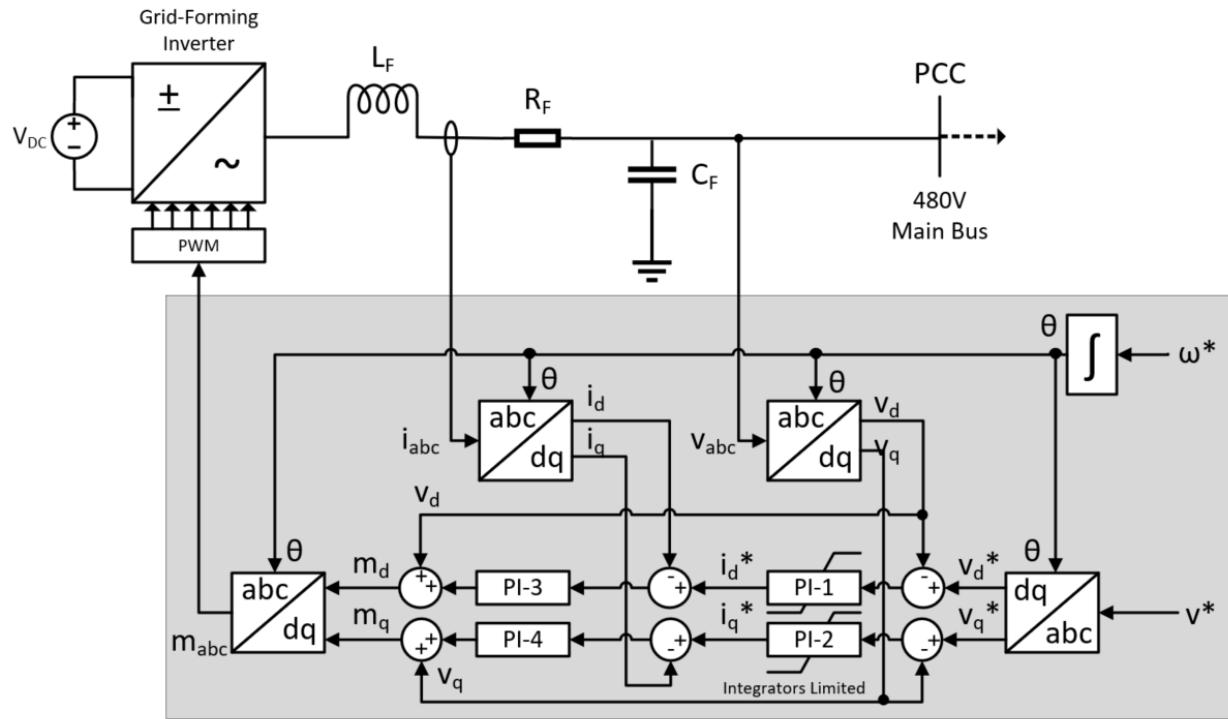 Grid-Forming
Inverter
L_F
PCC
R_F
V_DC
+
−
±
~
C_F
480V
Main Bus
PWM
θ
∫
ω*
θ
θ
abc
dq
i_d
i_q
i_abc
abc
dq
v_d
v_q
v_abc
v_d
θ
θ
abc
dq
m_d
+
+
PI-3
-
+
i_d*
PI-1
-
+
v_d*
dq
abc
v*
m_q
+
+
PI-4
-
+
i_q*
PI-2
-
+
v_q*
m_abc
v_q
Integrators Limited